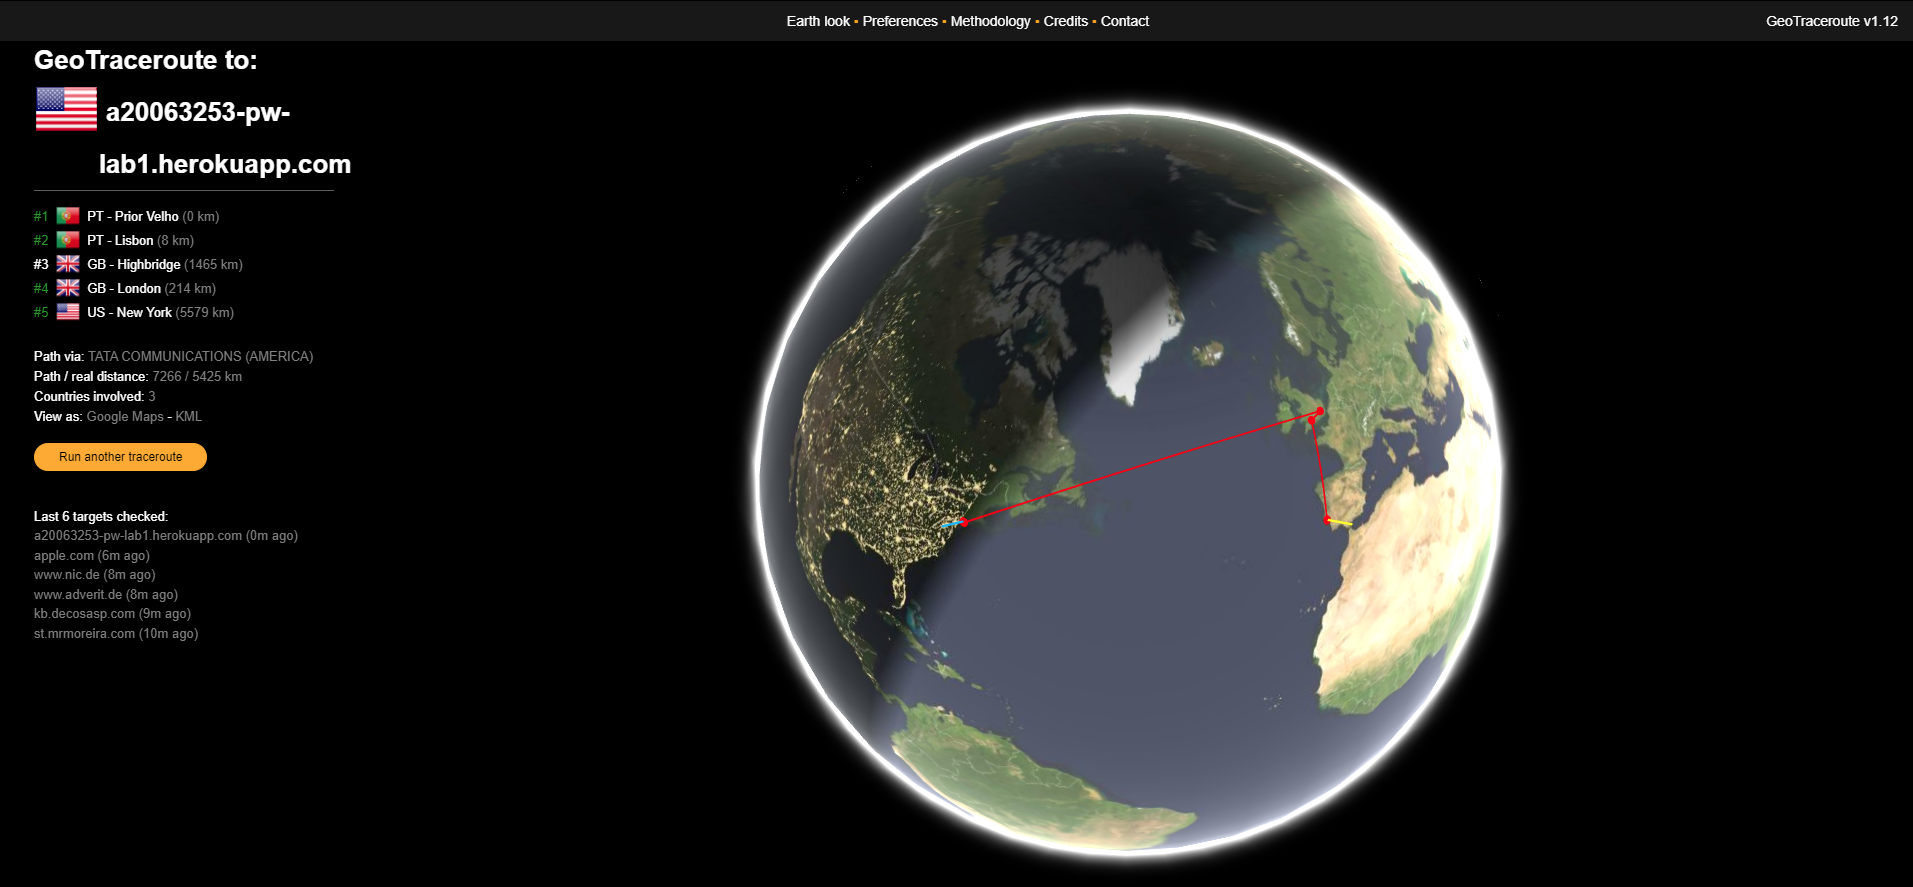 Earth look ▪ Preferences ▪ Methodology ▪ Credits ▪ Contact
GeoTraceroute v1.12
GeoTraceroute to:
a20063253-pw-
lab1.herokuapp.com
#1 PT - Prior Velho (0 km)
#2 PT - Lisbon (8 km)
#3 GB - Highbridge (1465 km)
#4 GB - London (214 km)
#5 US - New York (5579 km)
Path via: TATA COMMUNICATIONS (AMERICA)
Path / real distance: 7266 / 5425 km
Countries involved: 3
View as: Google Maps - KML
Run another traceroute
Last 6 targets checked:
a20063253-pw-lab1.herokuapp.com (0m ago)
apple.com (6m ago)
www.nic.de (8m ago)
www.adverit.de (8m ago)
kb.decosasp.com (9m ago)
st.mrmoreira.com (10m ago)